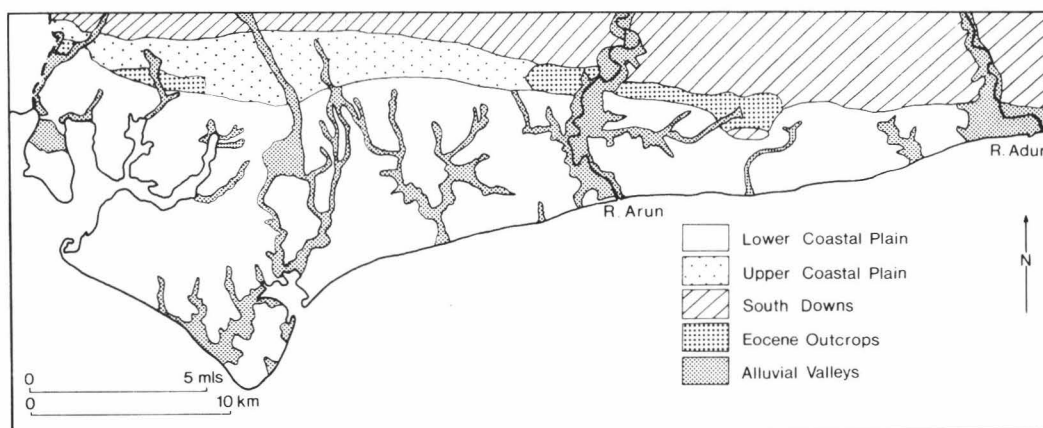 R. Adur
R. Arun
Lower Coastal Plain
Upper Coastal Plain
South Downs
Eocene Outcrops
Alluvial Valleys
N
0 5 mls
0 10 km